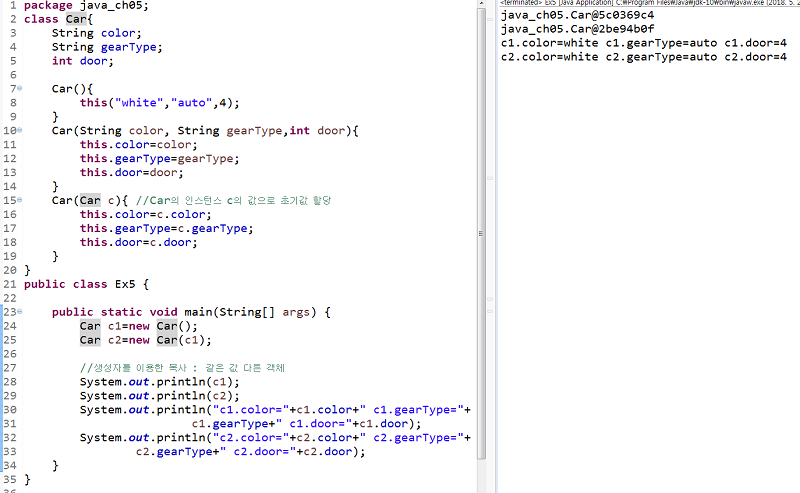 1 package java_ch05;
2 class Car{
3     String color;
4     String gearType;
5     int door;
6
7     Car(){
8         this("white","auto",4);
9     }
10     Car(String color, String gearType,int door){
11         this.color=color;
12         this.gearType=gearType;
13         this.door=door;
14     }
15     Car(Car c){ //Car의 인스턴스 c의 값으로 초기값 할당
16         this.color=c.color;
17         this.gearType=c.gearType;
18         this.door=c.door;
19     }
20 }
21 public class Ex5 {
22
23     public static void main(String[] args) {
24         Car c1=new Car();
25         Car c2=new Car(c1);
26
27         //생성자를 이용한 복사 : 같은 값 다른 객체
28         System.out.println(c1);
29         System.out.println(c2);
30         System.out.println("c1.color="+c1.color+" c1.gearType="+
31                 c1.gearType+" c1.door="+c1.door);
32         System.out.println("c2.color="+c2.color+" c2.gearType="+
33                 c2.gearType+" c2.door="+c2.door);
34     }
35 }
<terminated> Ex5 [Java Application] C:\Program Files\Java\jdk-10\bin\javaw.exe (2018. 5. 2
java_ch05.Car@5c0369c4
java_ch05.Car@2be94b0f
c1.color=white c1.gearType=auto c1.door=4
c2.color=white c2.gearType=auto c2.door=4